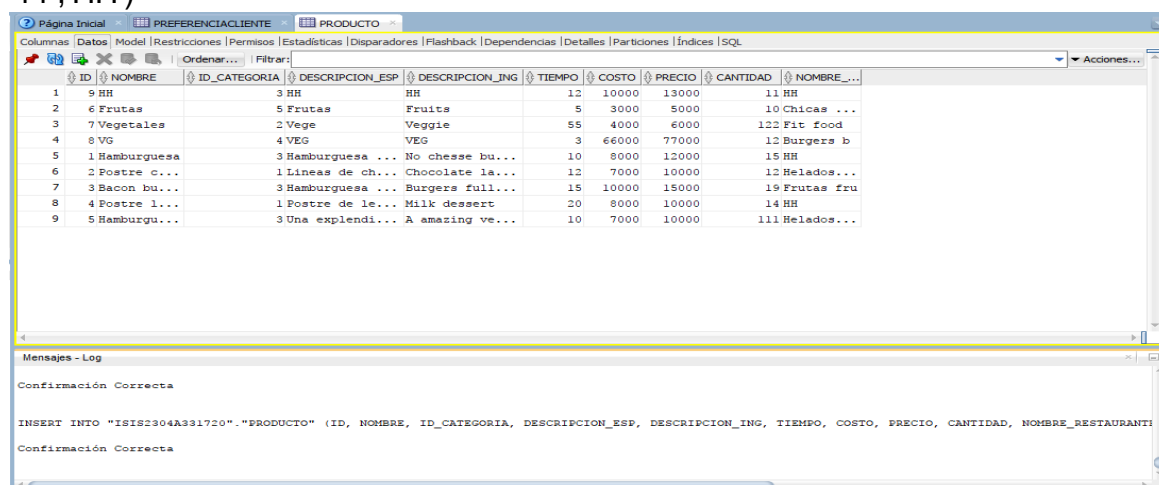 Página Inicial PREFERENCIACLIENTE PRODUCTO
Columnas Datos Model Restricciones Permisos Estadísticas Disparadores Flashback Dependencias Detalles Particiones Índices SQL
Ordenar... Filtrar: Acciones...
ID NOMBRE ID_CATEGORIA DESCRIPCION_ESP DESCRIPCION_ING TIEMPO COSTO PRECIO CANTIDAD NOMBRE_...
1 9 HH 3 HH HH 12 10000 13000 11 HH
2 6 Frutas 5 Frutas Fruits 5 3000 5000 10 Chicas ...
3 7 Vegetales 2 Vege Veggie 55 4000 6000 122 Fit food
4 8 VG 4 VEG VEG 3 66000 77000 12 Burgers b
5 1 Hamburguesa 3 Hamburguesa ... No chesse bu... 10 8000 12000 15 HH
6 2 Postre c... 1 Lineas de ch... Chocolate la... 12 7000 10000 12 Helados...
7 3 Bacon bu... 3 Hamburguesa ... Burgers full... 15 10000 15000 19 Frutas fru
8 4 Postre l... 1 Postre de le... Milk dessert 20 8000 10000 14 HH
9 5 Hamburgu... 3 Una explendi... A amazing ve... 10 7000 10000 111 Helados...
Mensajes - Log
Confirmación Correcta
INSERT INTO "ISIS2304A331720"."PRODUCTO" (ID, NOMBRE, ID_CATEGORIA, DESCRIPCION_ESP, DESCRIPCION_ING, TIEMPO, COSTO, PRECIO, CANTIDAD, NOMBRE_RESTAURANTE
Confirmación Correcta